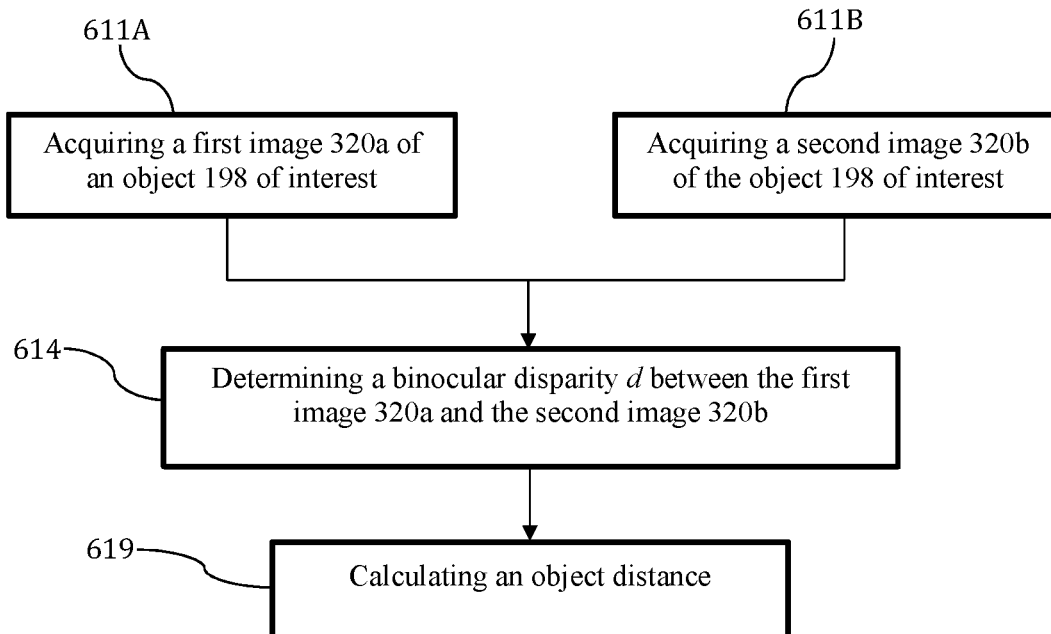 611A
611B
Acquiring a first image 320a of
an object 198 of interest
Acquiring a second image 320b
of the object 198 of interest
614
Determining a binocular disparity d between the first
image 320a and the second image 320b
619
Calculating an object distance